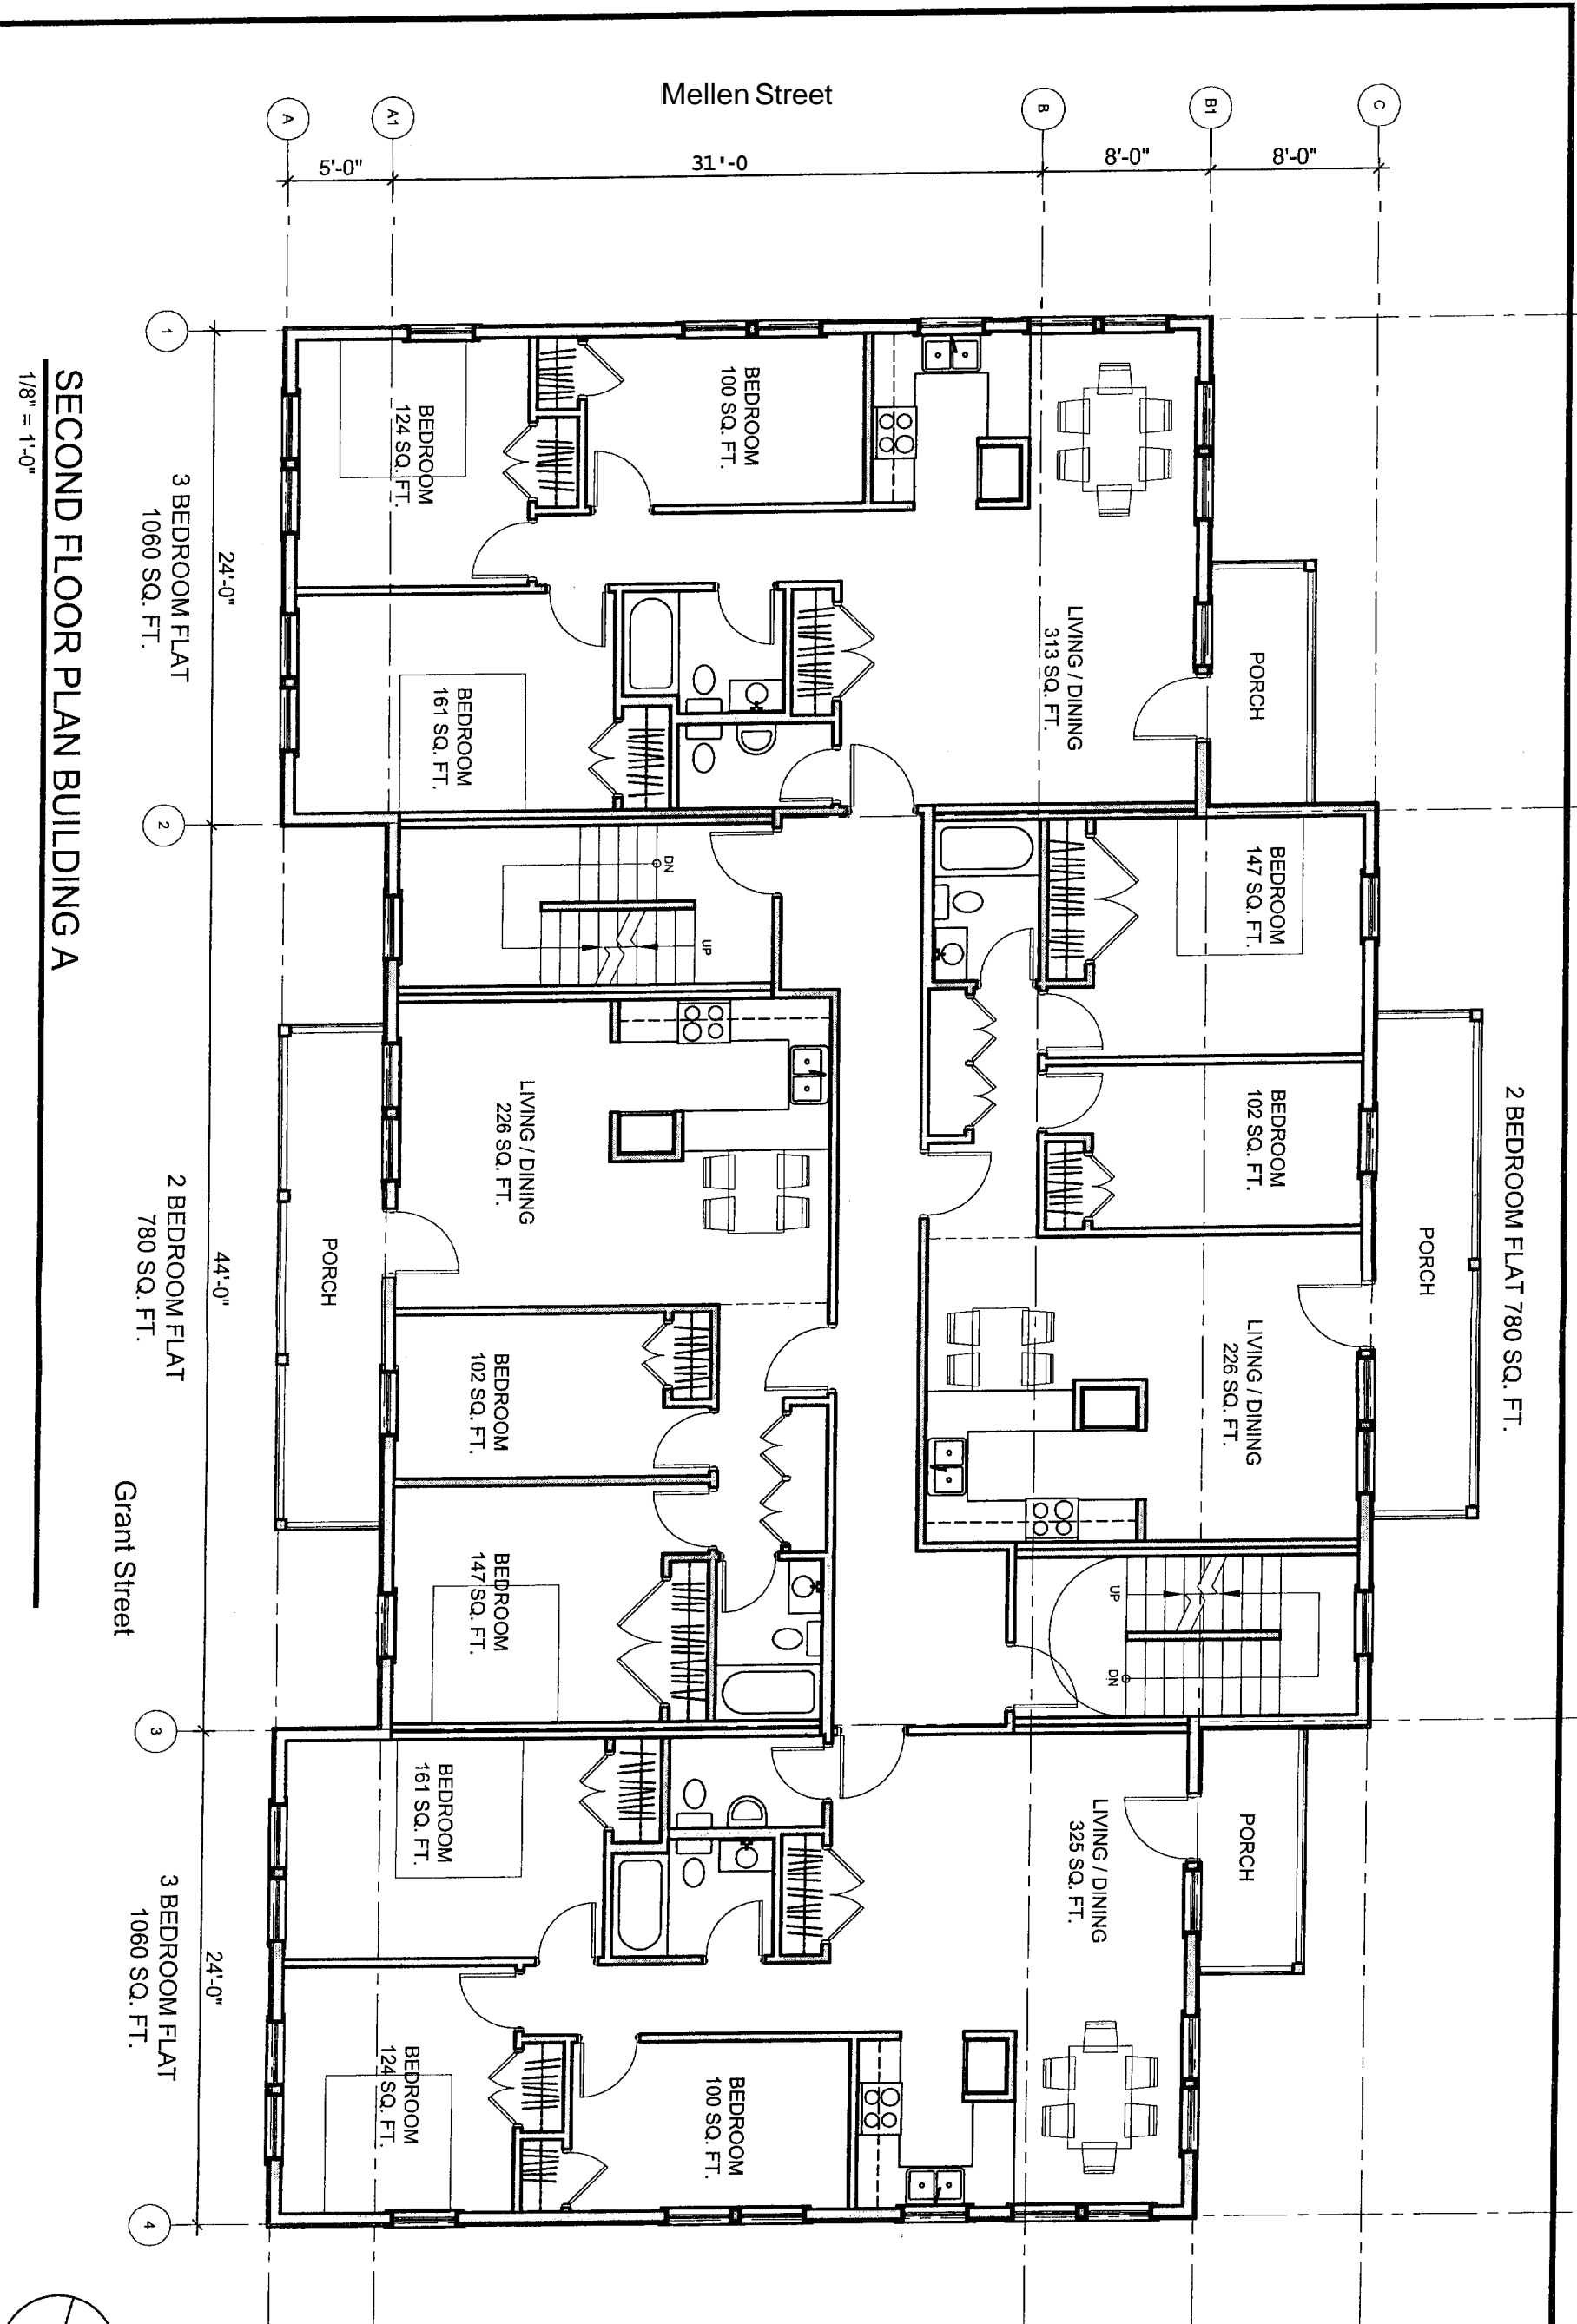 Mellen Street
A
A1
B
B1
C
5'-0"
31'-0
8'-0"
8'-0"
1
2
3
4
24'-0"
44'-0"
24'-0"
BEDROOM
124 SQ. FT.
BEDROOM
100 SQ. FT.
BEDROOM
161 SQ. FT.
LIVING / DINING
313 SQ. FT.
PORCH
3 BEDROOM FLAT
1060 SQ. FT.
DN
UP
BEDROOM
147 SQ. FT.
BEDROOM
102 SQ. FT.
LIVING / DINING
226 SQ. FT.
PORCH
2 BEDROOM FLAT 780 SQ. FT.
LIVING / DINING
226 SQ. FT.
BEDROOM
102 SQ. FT.
BEDROOM
147 SQ. FT.
PORCH
2 BEDROOM FLAT
780 SQ. FT.
UP
DN
BEDROOM
161 SQ. FT.
BEDROOM
124 SQ. FT.
BEDROOM
100 SQ. FT.
LIVING / DINING
325 SQ. FT.
PORCH
3 BEDROOM FLAT
1060 SQ. FT.
Grant Street
SECOND FLOOR PLAN BUILDING A
1/8" = 1'-0"